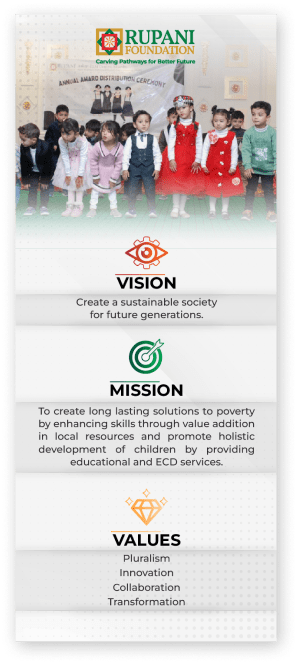 RUPANI
FOUNDATION
Carving Pathways for Better Future
ANNUAL AWARD DISTRIBUTION CEREMONY
VISION
Create a sustainable society
for future generations.
MISSION
To create long lasting solutions to poverty
by enhancing skills through value addition
in local resources and promote holistic
development of children by providing
educational and ECD services.
VALUES
Pluralism
Innovation
Collaboration
Transformation